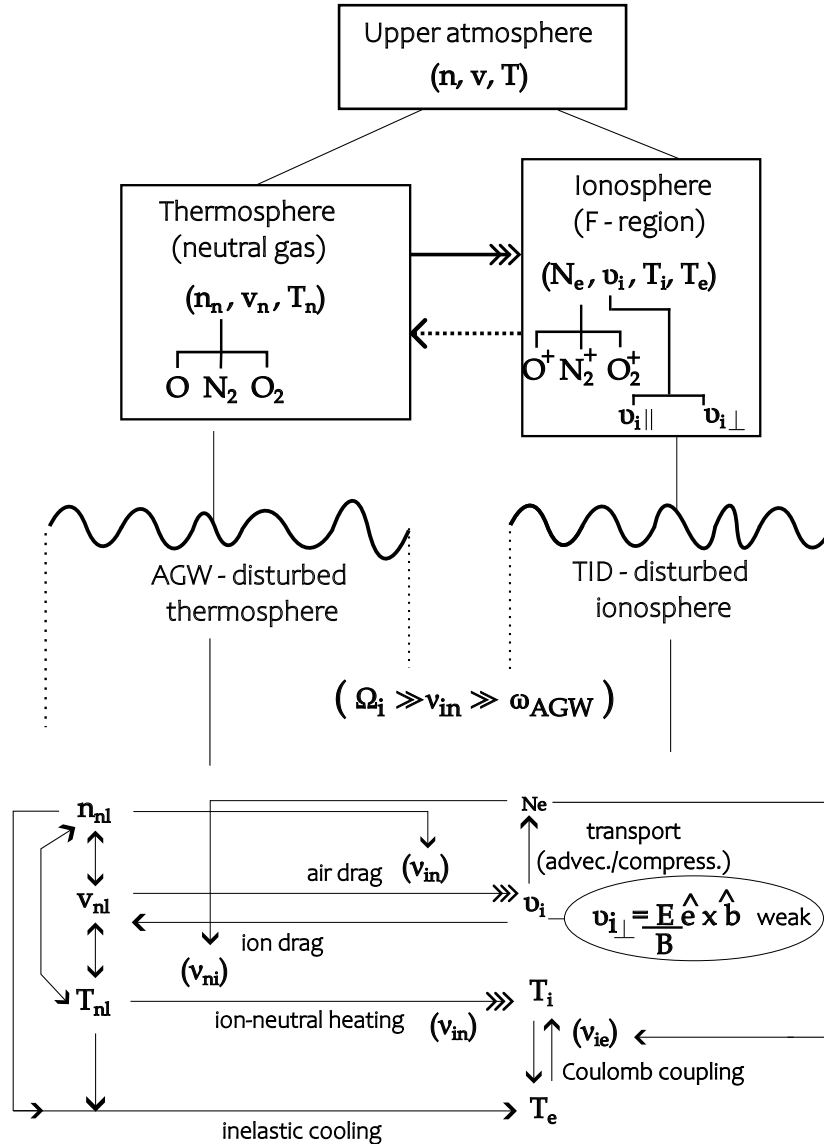 Upper atmosphere
(n, v, T)
Thermosphere
(neutral gas)
(nₙ, vₙ, Tₙ)
O N₂ O₂
Ionosphere
(F - region)
(Nₑ, υᵢ, Tᵢ, Tₑ)
O⁺ N₂⁺ O₂⁺
υᵢ∥ υᵢ⊥
AGW - disturbed
thermosphere
TID - disturbed
ionosphere
( Ωᵢ ≫ νᵢₙ ≫ ω_AGW )
nₙₗ
Ne
transport
(advec./compress.)
(νᵢₙ)
air drag
vₙₗ
υᵢ
υᵢ⊥ = E/B ê x b̂ weak
ion drag
(νₙᵢ)
Tₙₗ
Tᵢ
ion-neutral heating
(νᵢₙ)
(νᵢₑ)
Coulomb coupling
Tₑ
inelastic cooling